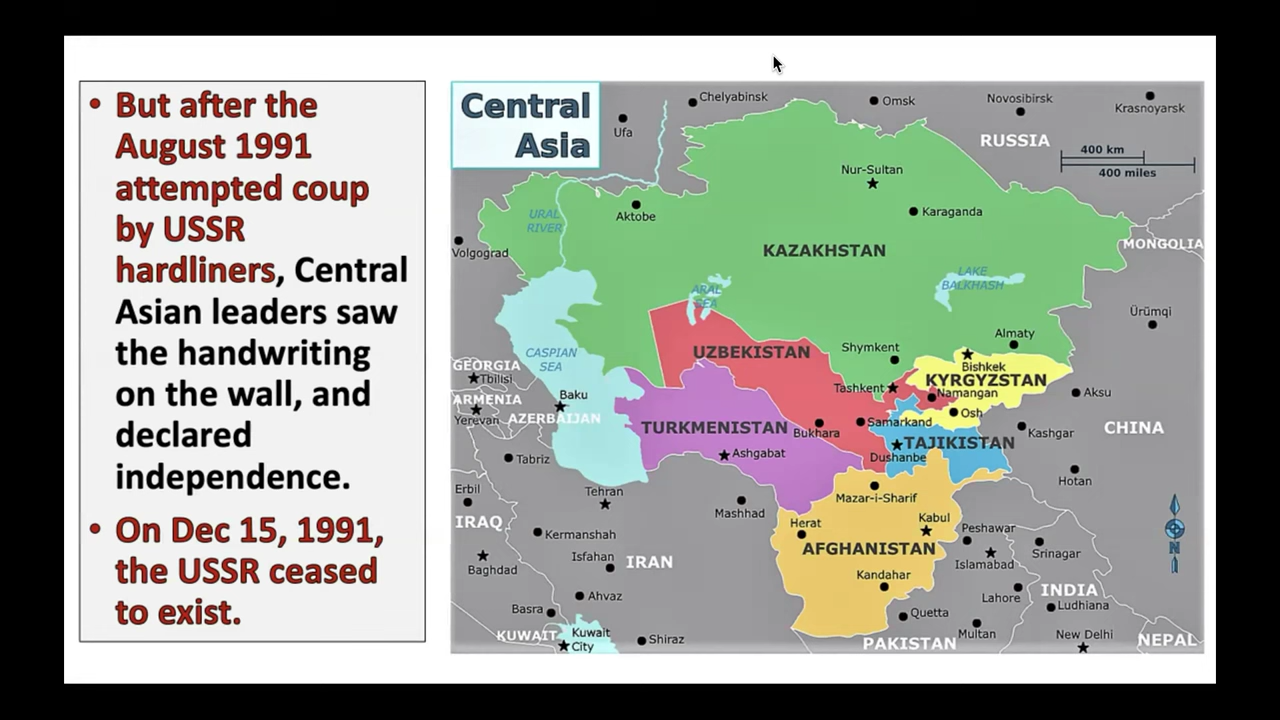 • But after the
August 1991
attempted coup
by USSR
hardliners, Central
Asian leaders saw
the handwriting
on the wall, and
declared
independence.
• On Dec 15, 1991,
the USSR ceased
to exist.
Central
Asia
Chelyabinsk
Omsk
Novosibirsk
Krasnoyarsk
Ufa
RUSSIA
400 km
400 miles
Nur-Sultan
Aktobe
Karaganda
URAL
RIVER
Volgograd
KAZAKHSTAN
MONGOLIA
ARAL
SEA
LAKE
BALKHASH
Ürümqi
Almaty
Shymkent
UZBEKISTAN
CASPIAN
SEA
GEORGIA
Tbilisi
Bishkek
KYRGYZSTAN
Tashkent
Namangan
Aksu
Baku
ARMENIA
Yerevan
AZERBAIJAN
Osh
TURKMENISTAN
Bukhara
Samarkand
TAJIKISTAN
Kashgar
CHINA
Ashgabat
Dushanbe
Tabriz
Hotan
Erbil
Tehran
Mashhad
Mazar-i-Sharif
IRAQ
Herat
Kabul
Peshawar
Kermanshah
AFGHANISTAN
Srinagar
N
Baghdad
Isfahan
IRAN
Islamabad
Kandahar
INDIA
Ahvaz
Lahore
Ludhiana
Basra
Quetta
KUWAIT
Kuwait
City
Shiraz
Multan
New Delhi
PAKISTAN
NEPAL